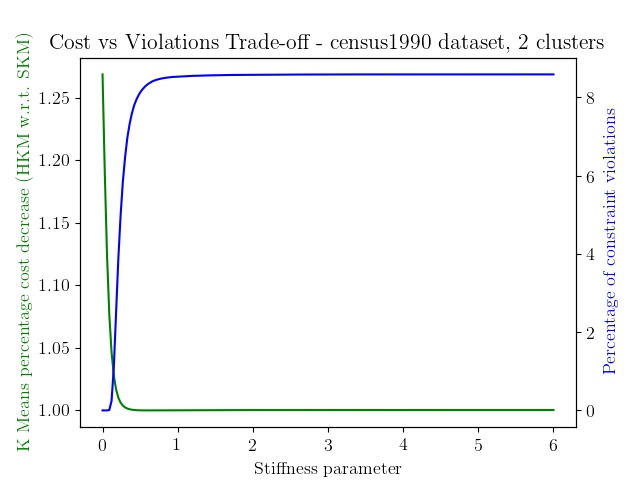 Cost vs Violations Trade-off - census1990 dataset, 2 clusters
K Means percentage cost decrease (HKM w.r.t. SKM)
1.25
1.20
1.15
1.10
1.05
1.00
8
6
4
2
0
Percentage of constraint violations
0 1 2 3 4 5 6
Stiffness parameter